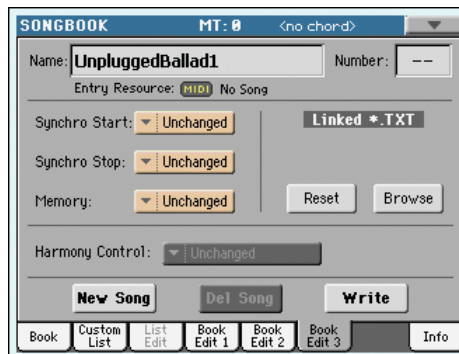 SONGBOOK MT: 0 <no chord>
Name: UnpluggedBallad1 Number: --
Entry Resource: MIDI No Song
Synchro Start: Unchanged Linked *.TXT
Synchro Stop: Unchanged
Memory: Unchanged Reset Browse
Harmony Control: Unchanged
New Song Del Song Write
Book Custom List List Edit Book Edit 1 Book Edit 2 Book Edit 3 Info